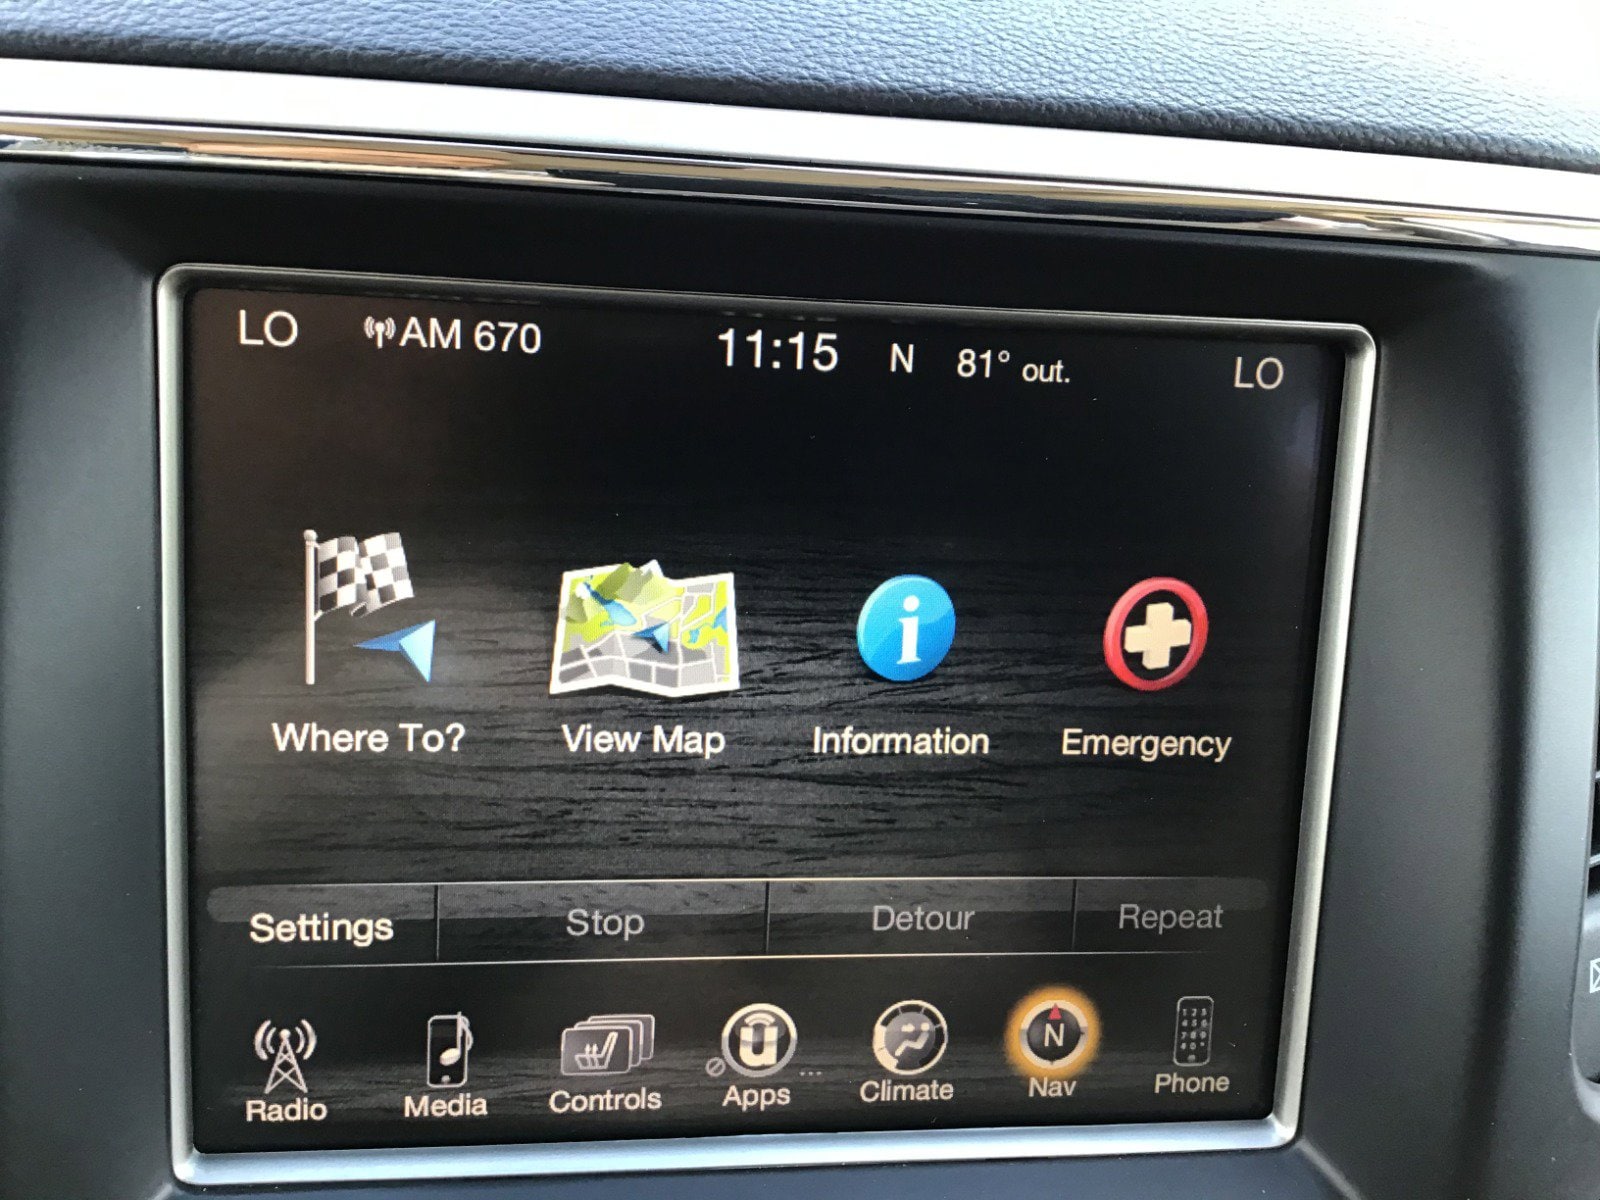 LO AM 670 11:15 N 81° out. LO
Where To? View Map Information Emergency
Settings Stop Detour Repeat
N
Radio Media Controls Apps Climate Nav Phone